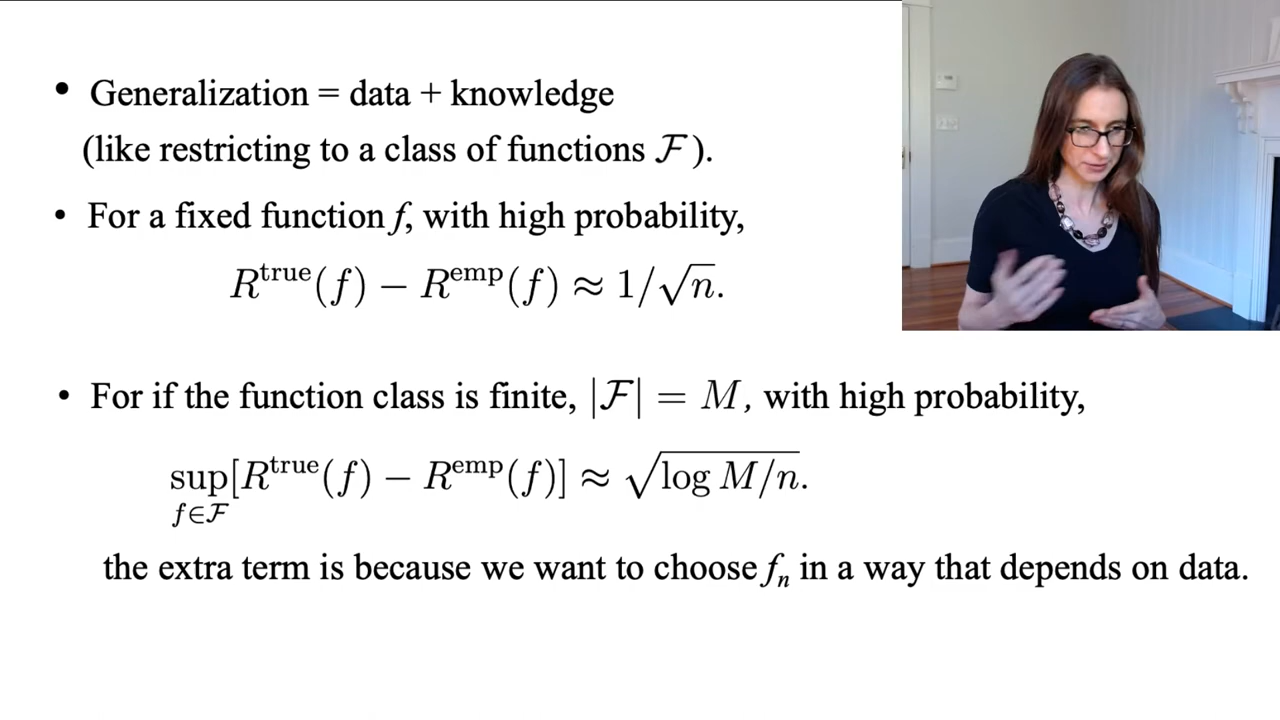 • Generalization = data + knowledge
(like restricting to a class of functions ℱ).
• For a fixed function f, with high probability,
R^true(f) − R^emp(f) ≈ 1/√n.
• For if the function class is finite, |ℱ| = M, with high probability,
sup_{f∈ℱ}[R^true(f) − R^emp(f)] ≈ √(log M/n).
the extra term is because we want to choose f_n in a way that depends on data.